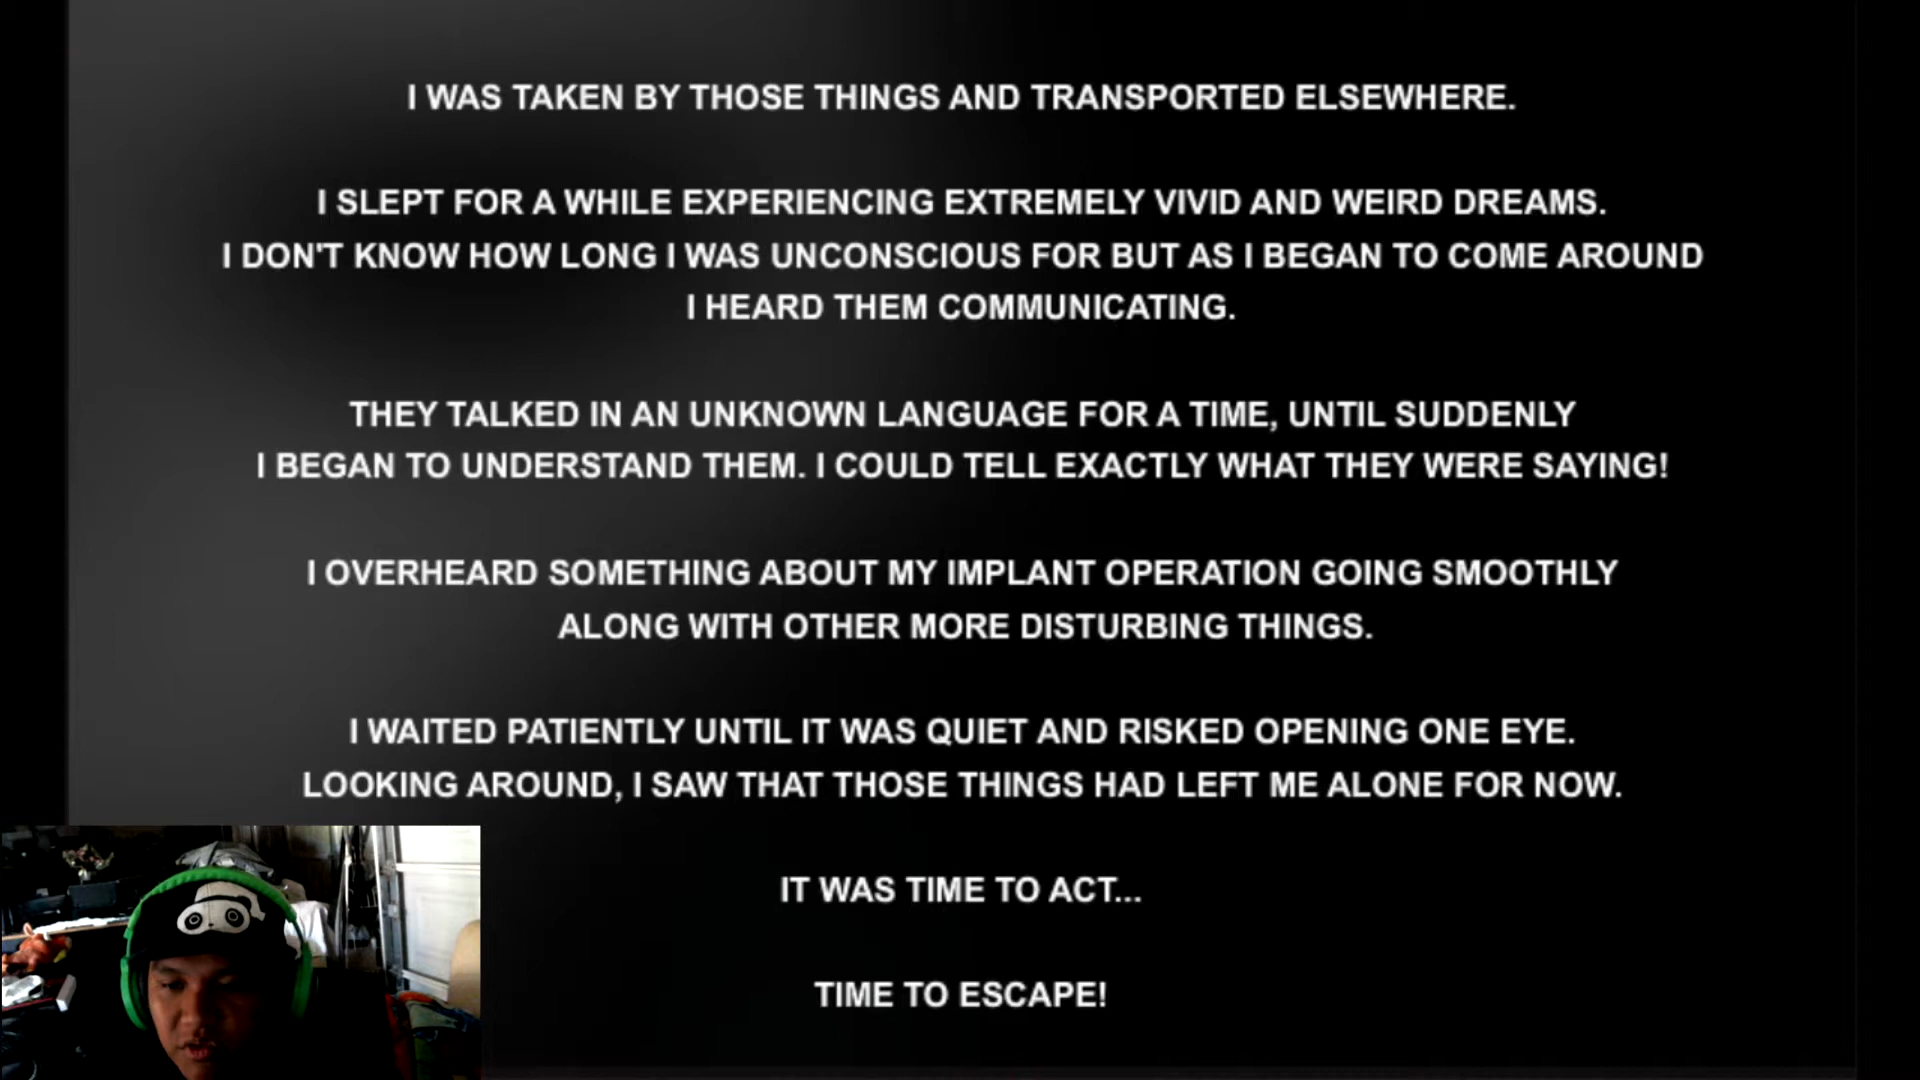 I WAS TAKEN BY THOSE THINGS AND TRANSPORTED ELSEWHERE.
I SLEPT FOR A WHILE EXPERIENCING EXTREMELY VIVID AND WEIRD DREAMS.
I DON'T KNOW HOW LONG I WAS UNCONSCIOUS FOR BUT AS I BEGAN TO COME AROUND
I HEARD THEM COMMUNICATING.
THEY TALKED IN AN UNKNOWN LANGUAGE FOR A TIME, UNTIL SUDDENLY
I BEGAN TO UNDERSTAND THEM. I COULD TELL EXACTLY WHAT THEY WERE SAYING!
I OVERHEARD SOMETHING ABOUT MY IMPLANT OPERATION GOING SMOOTHLY
ALONG WITH OTHER MORE DISTURBING THINGS.
I WAITED PATIENTLY UNTIL IT WAS QUIET AND RISKED OPENING ONE EYE.
LOOKING AROUND, I SAW THAT THOSE THINGS HAD LEFT ME ALONE FOR NOW.
IT WAS TIME TO ACT...
TIME TO ESCAPE!